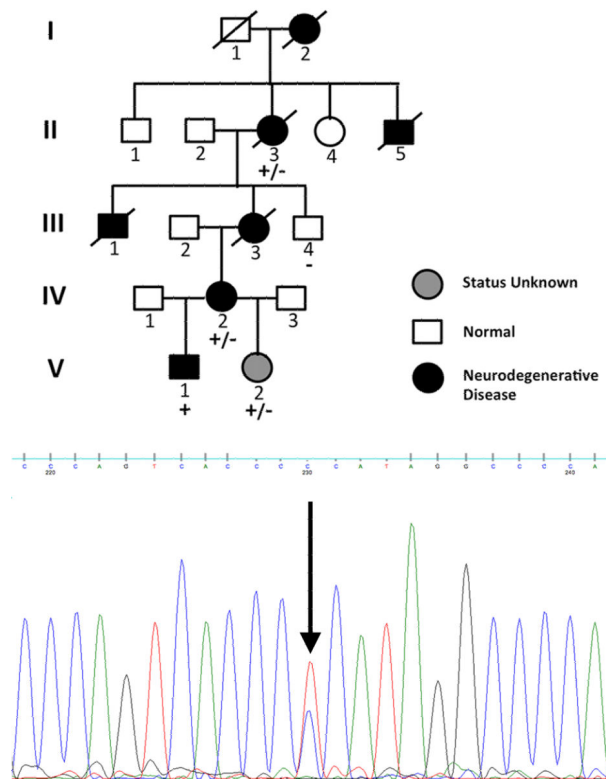 I
1 2
II
1 2 3 4 5
+/-
III
1 2 3 4
-
IV
1 2 3
+/-
V
1 2
+ +/-
Status Unknown
Normal
Neurodegenerative
Disease
C C C A G T C A C C C C C A T A G G C C C C A
220 230 240